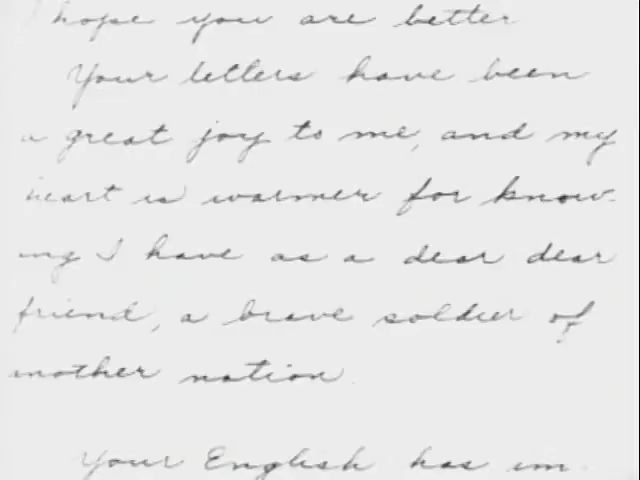 I hope you are better
Your letters have been
a great joy to me, and my
heart is warmer for know-
ing I have as a dear dear
friend, a brave soldier of
another nation.
Your English has im-